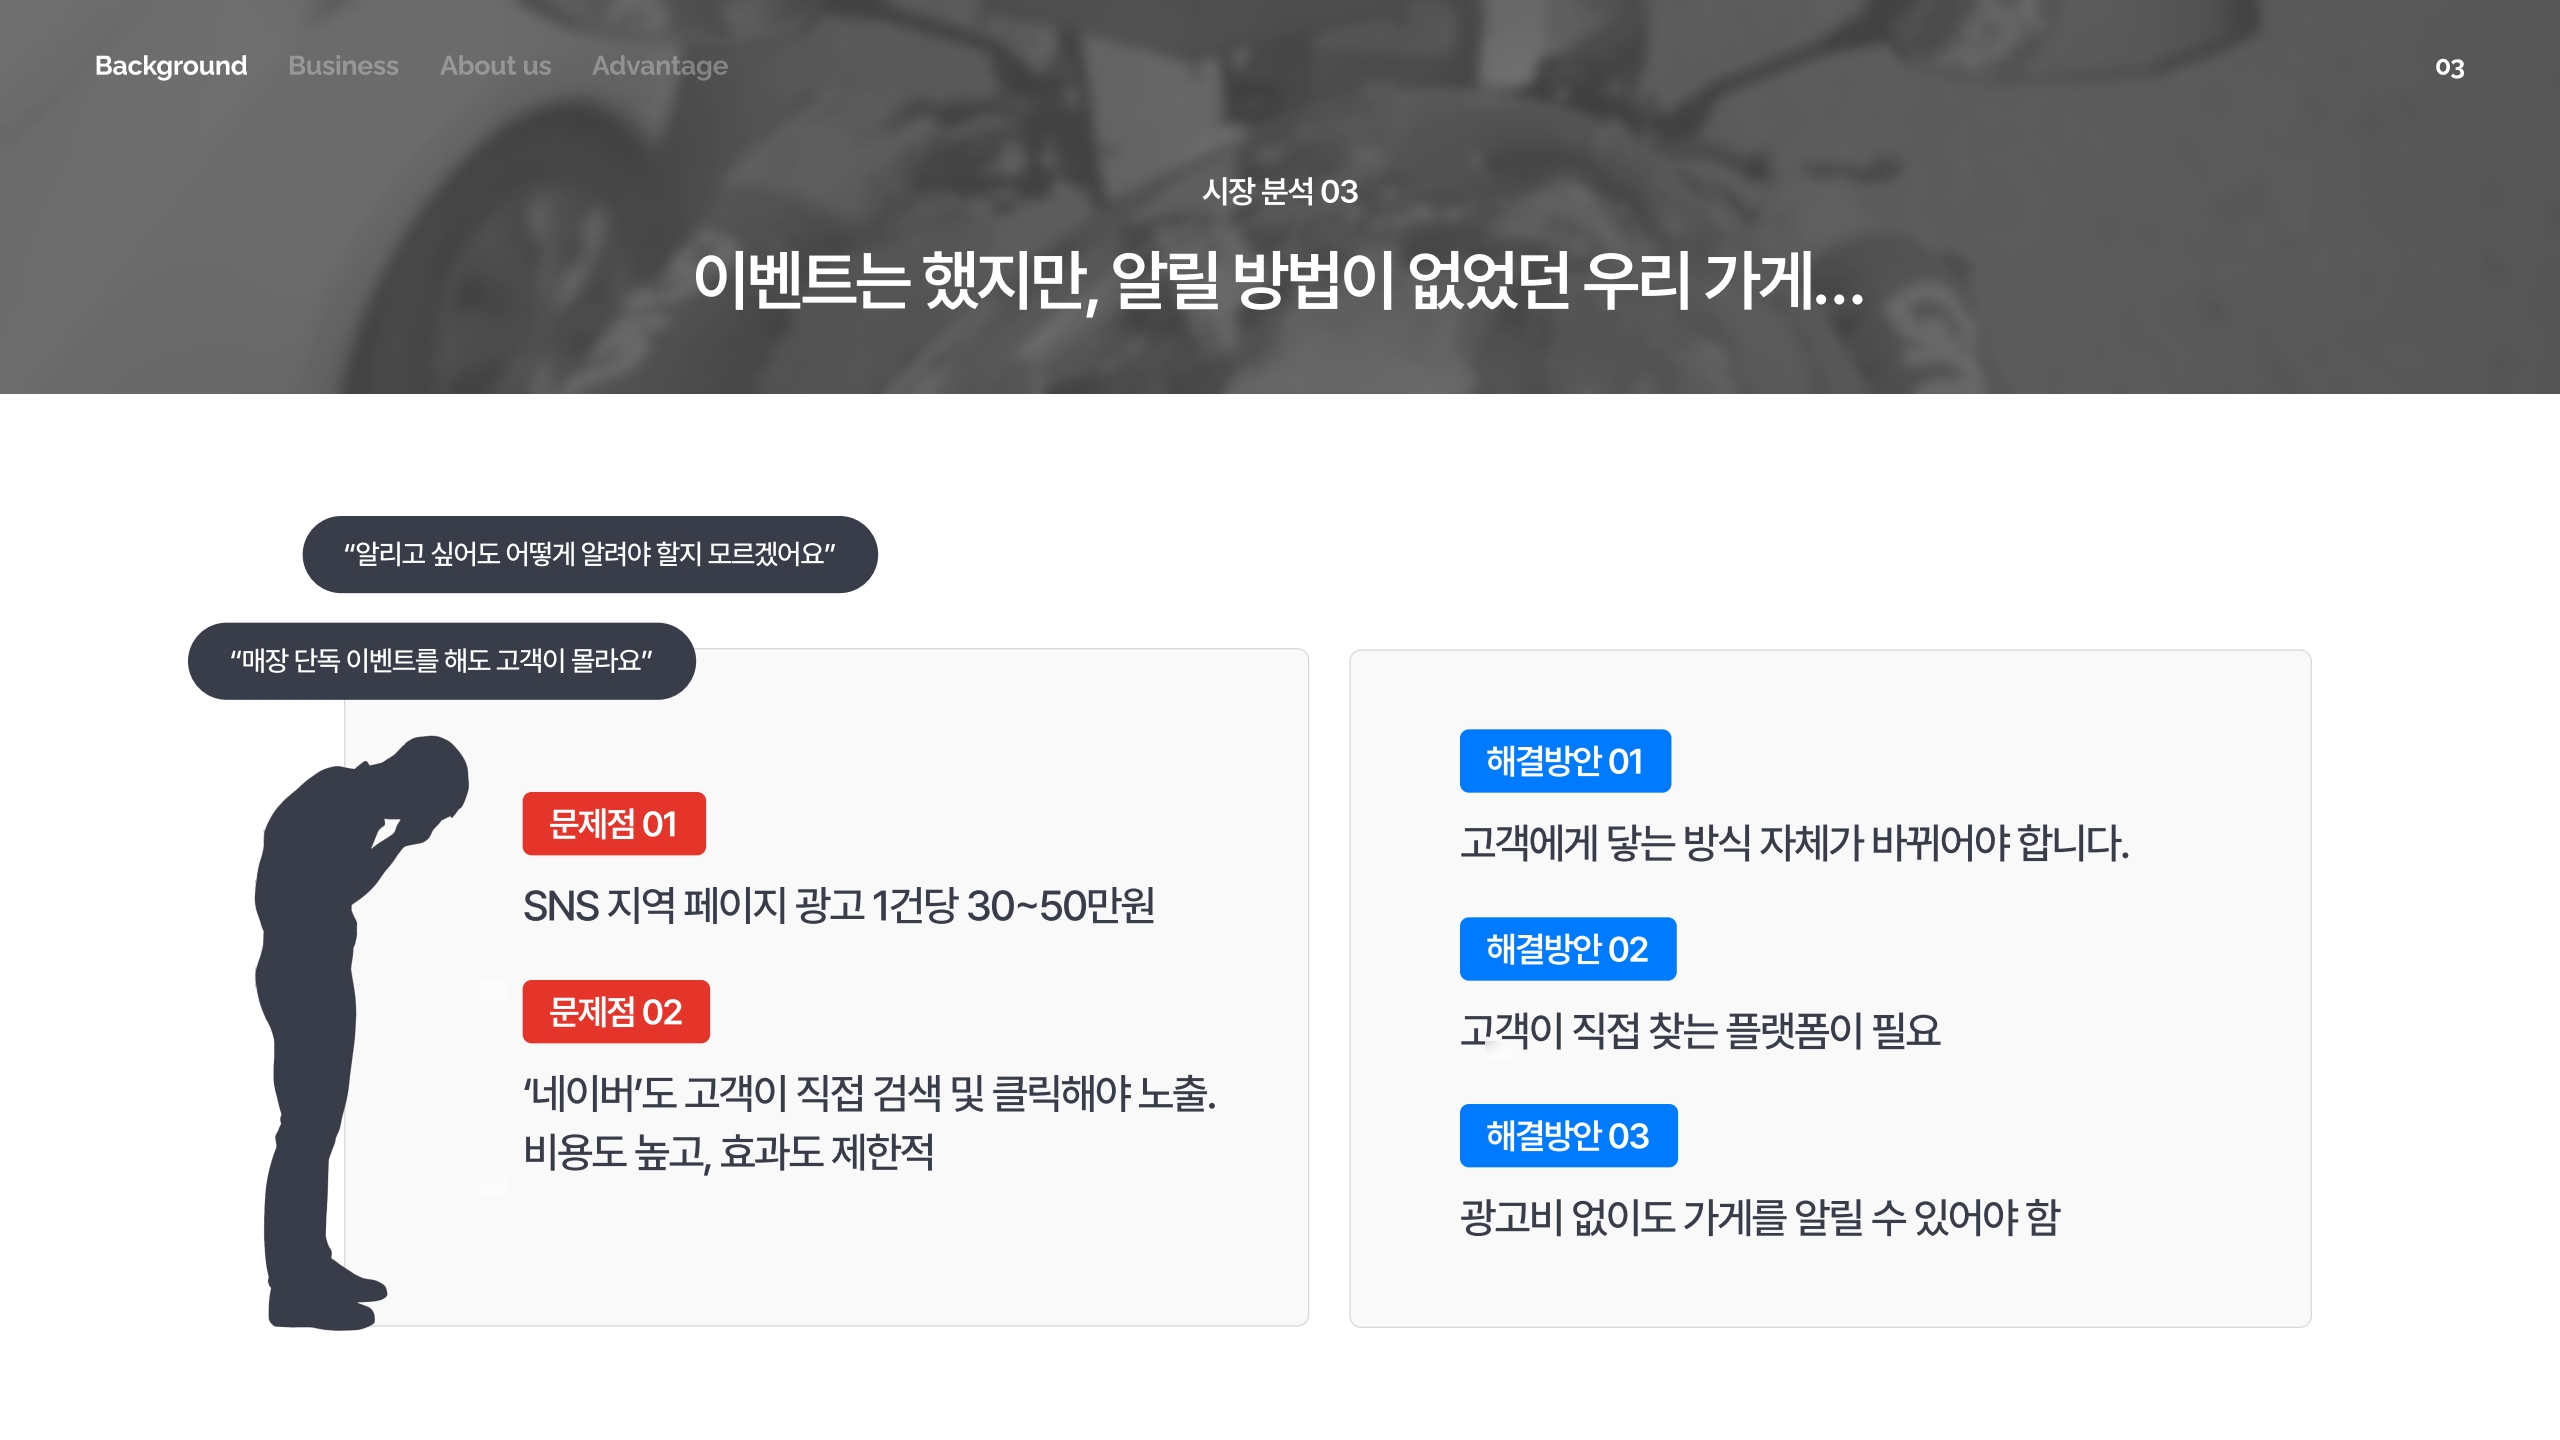 Background Business About us Advantage
03
시장 분석 03
이벤트는 했지만, 알릴 방법이 없었던 우리 가게...
“알리고 싶어도 어떻게 알려야 할지 모르겠어요”
“매장 단독 이벤트를 해도 고객이 몰라요”
문제점 01
SNS 지역 페이지 광고 1건당 30~50만원
문제점 02
‘네이버’도 고객이 직접 검색 및 클릭해야 노출.
비용도 높고, 효과도 제한적
해결방안 01
고객에게 닿는 방식 자체가 바뀌어야 합니다.
해결방안 02
고객이 직접 찾는 플랫폼이 필요
해결방안 03
광고비 없이도 가게를 알릴 수 있어야 함